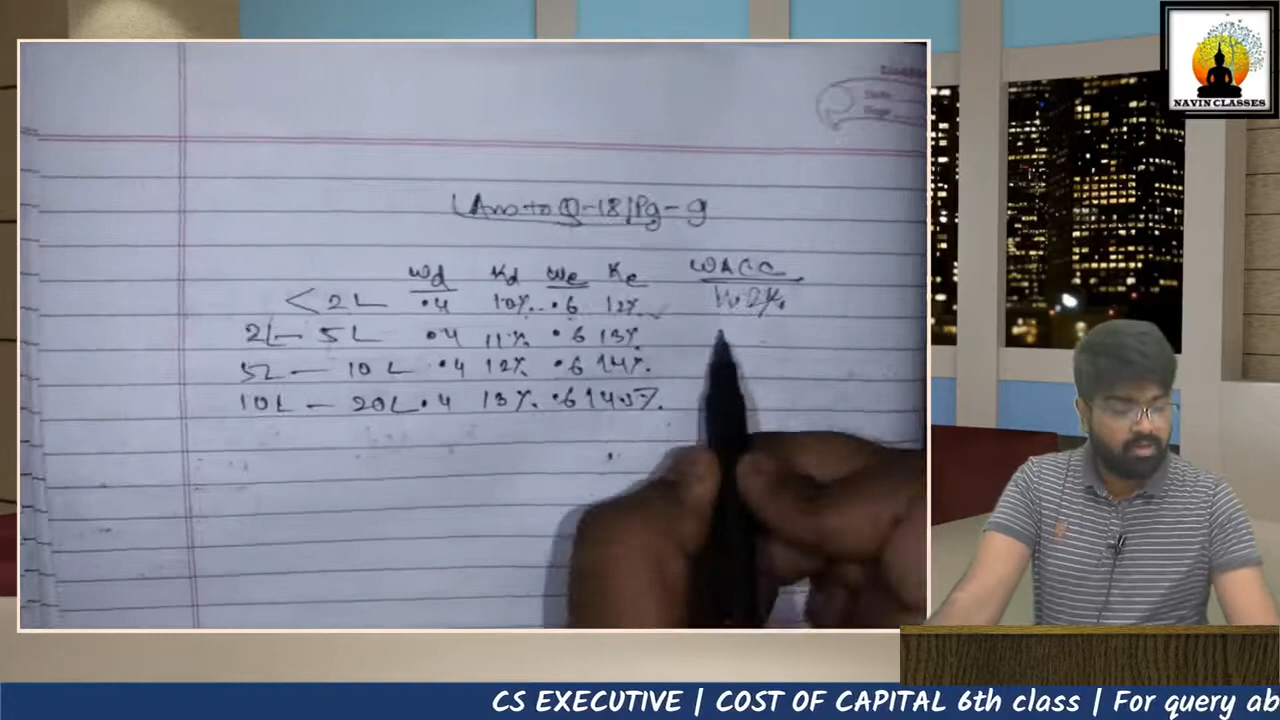 NAVIN CLASSES
Date
Page
Ans to Q-18/Pg-9
Wd Kd We Ke WACC
<2L .4 10% .6 12% 11.2%
2L - 5L .4 11% .6 13%
5L - 10L .4 12% .6 14%
10L - 20L .4 13% .6 14.5%
CS EXECUTIVE | COST OF CAPITAL 6th class | For query ab